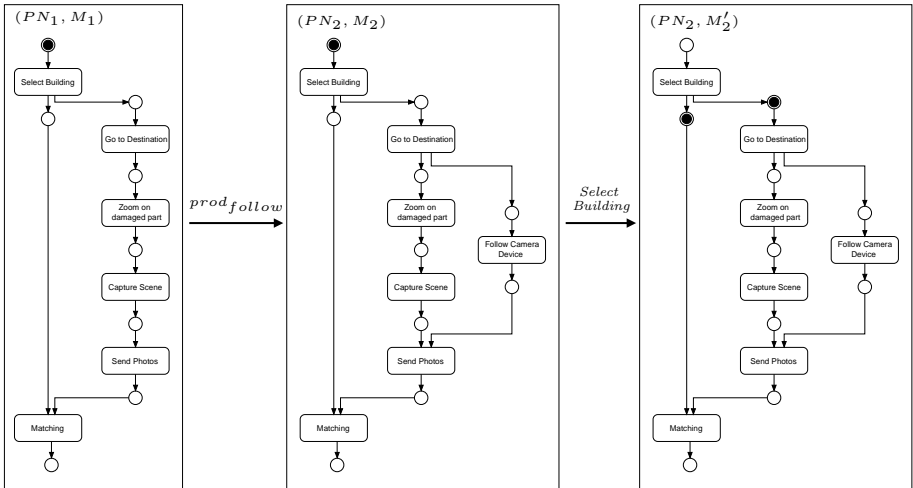 (PN₁, M₁)
Select Building
Go to Destination
Zoom on
damaged part
Capture Scene
Send Photos
Matching
prod_follow
(PN₂, M₂)
Select Building
Go to Destination
Zoom on
damaged part
Follow Camera
Device
Capture Scene
Send Photos
Matching
Select
Building
(PN₂, M₂′)
Select Building
Go to Destination
Zoom on
damaged part
Follow Camera
Device
Capture Scene
Send Photos
Matching